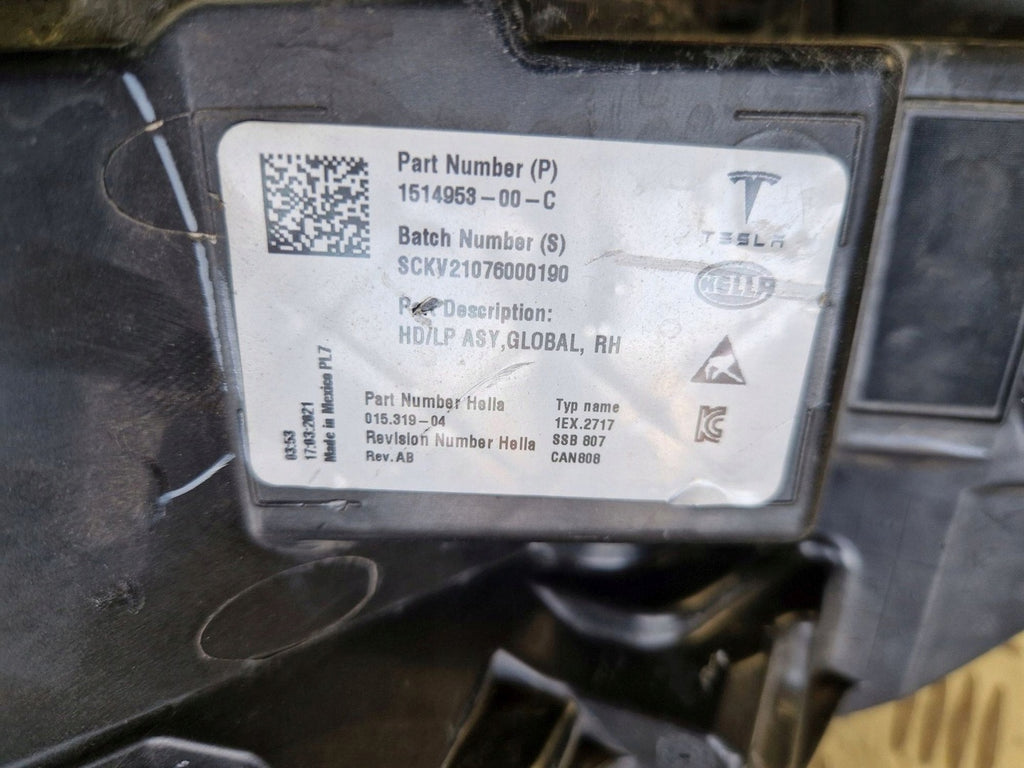 Part Number (P)
1514953-00-C
Batch Number (S)
SCKV21076000190
Description:
HD/LP ASY,GLOBAL, RH
TESLA
HELLA
Part Number Hella
015.319-04
Revision Number Hella
Rev.AB
Typ name
1EX.2717
SSB 807
CAN808
03:53
17:03:2021
Made in Mexico PL7